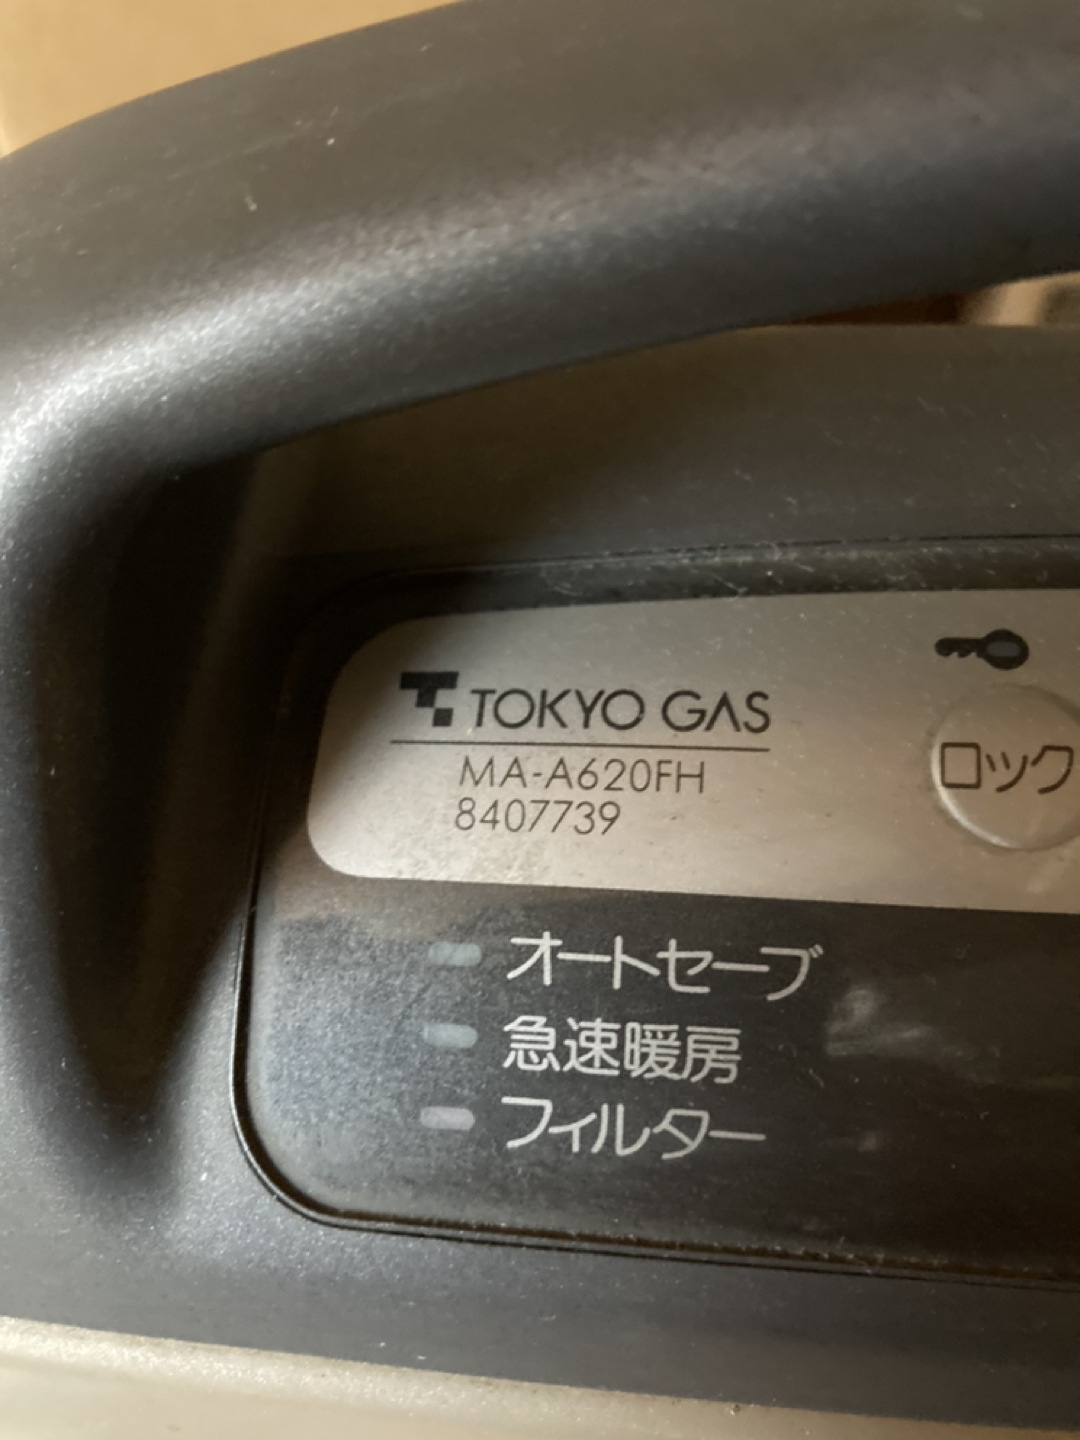 TOKYO GAS
MA-A620FH
8407739
ロック
オートセーブ
急速暖房
フィルター